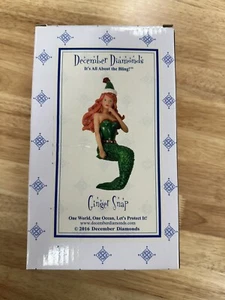 December Diamonds
It's All About the Bling!™
Ginger Snap
One World, One Ocean, Let's Protect It!
www.decemberdiamonds.com
© 2016 December Diamonds